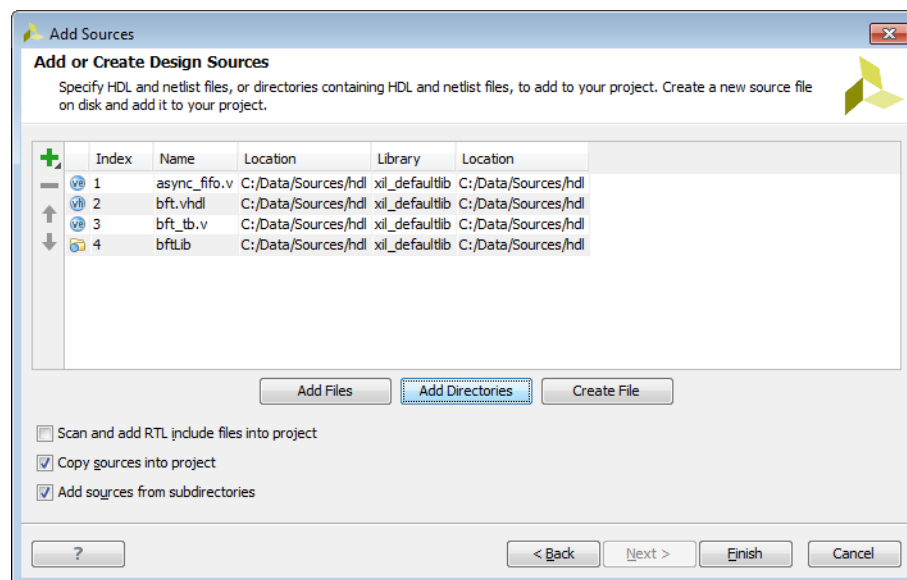 Add Sources
Add or Create Design Sources
Specify HDL and netlist files, or directories containing HDL and netlist files, to add to your project. Create a new source file
on disk and add it to your project.
Index Name Location Library Location
ve 1 async_fifo.v C:/Data/Sources/hdl xil_defaultlib C:/Data/Sources/hdl
vh 2 bft.vhdl C:/Data/Sources/hdl xil_defaultlib C:/Data/Sources/hdl
ve 3 bft_tb.v C:/Data/Sources/hdl xil_defaultlib C:/Data/Sources/hdl
4 bftLib C:/Data/Sources/hdl xil_defaultlib C:/Data/Sources/hdl
Add Files Add Directories Create File
Scan and add RTL include files into project
Copy sources into project
Add sources from subdirectories
? < Back Next > Finish Cancel